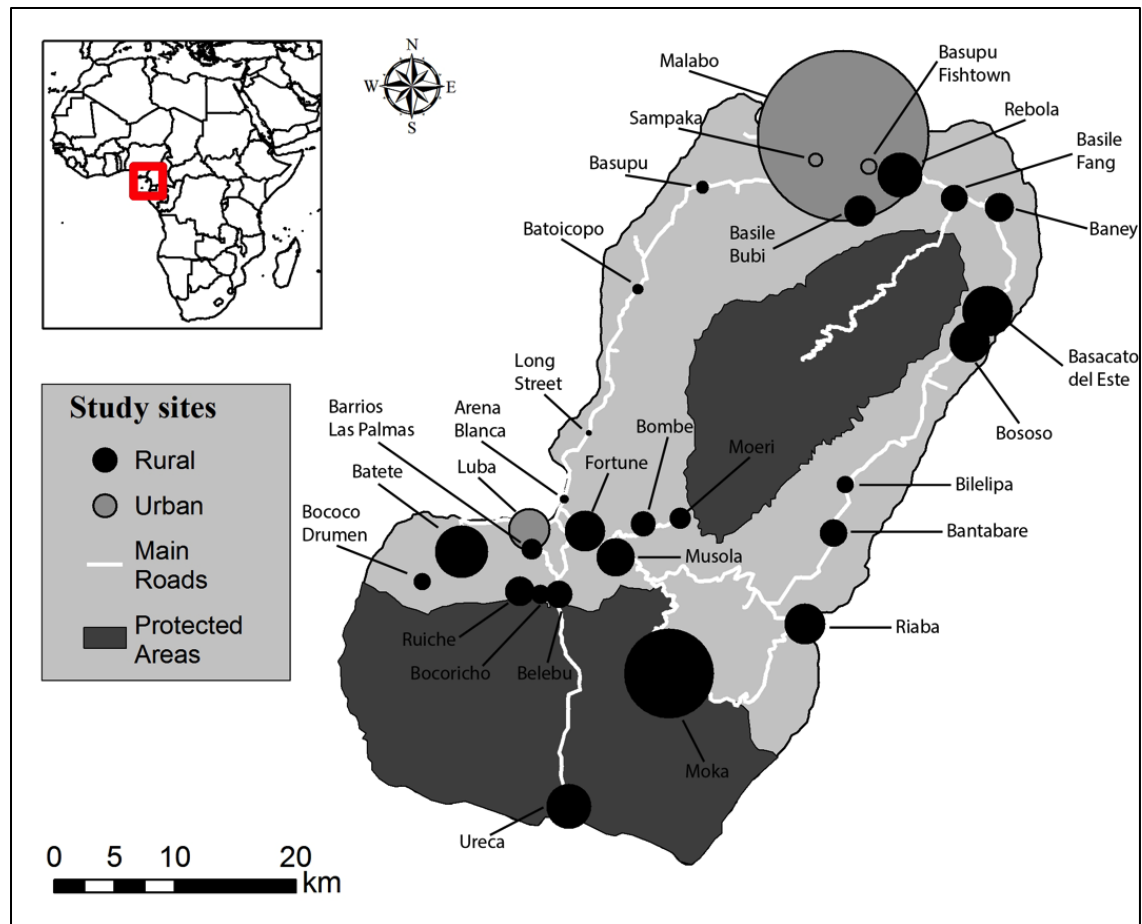 N
W
E
S
Malabo
Basupu
Fishtown
Sampaka
Rebola
Basile
Fang
Basupu
Baney
Basile
Bubi
Batoicopo
Basacato
del Este
Long
Street
Bososo
Study sites
Rural
Urban
Main
Roads
Protected
Areas
Barrios
Las Palmas
Arena
Blanca
Bombe
Moeri
Batete
Luba
Fortune
Bilelipa
Bococo
Drumen
Bantabare
Musola
Ruiche
Riaba
Bocoricho
Belebu
Moka
Ureca
0 5 10 20
km